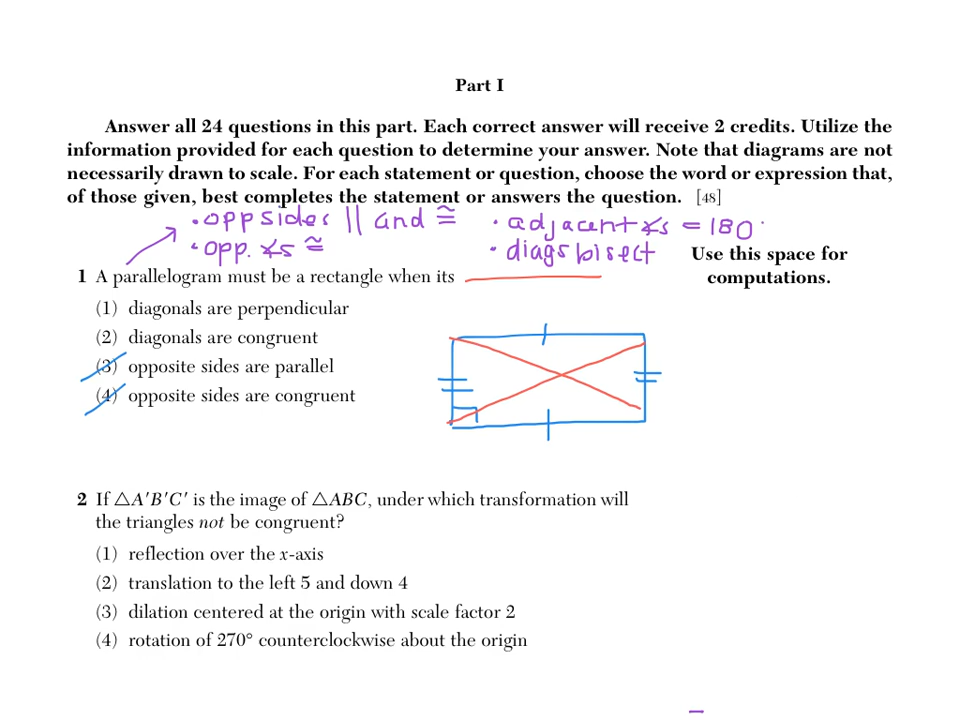 Part I
Answer all 24 questions in this part. Each correct answer will receive 2 credits. Utilize the
information provided for each question to determine your answer. Note that diagrams are not
necessarily drawn to scale. For each statement or question, choose the word or expression that,
of those given, best completes the statement or answers the question. [48]
• opp sides || and ≅
• opp. ∡s ≅
• adjacent ∡s = 180
• diags bisect
Use this space for
computations.
1 A parallelogram must be a rectangle when its
(1) diagonals are perpendicular
(2) diagonals are congruent
(3) opposite sides are parallel
(4) opposite sides are congruent
2 If △A′B′C′ is the image of △ABC, under which transformation will
the triangles not be congruent?
(1) reflection over the x-axis
(2) translation to the left 5 and down 4
(3) dilation centered at the origin with scale factor 2
(4) rotation of 270° counterclockwise about the origin